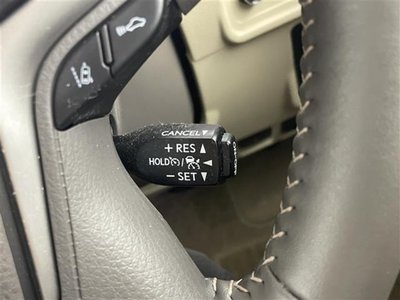 CANCEL
+ RES
HOLD /
− SET